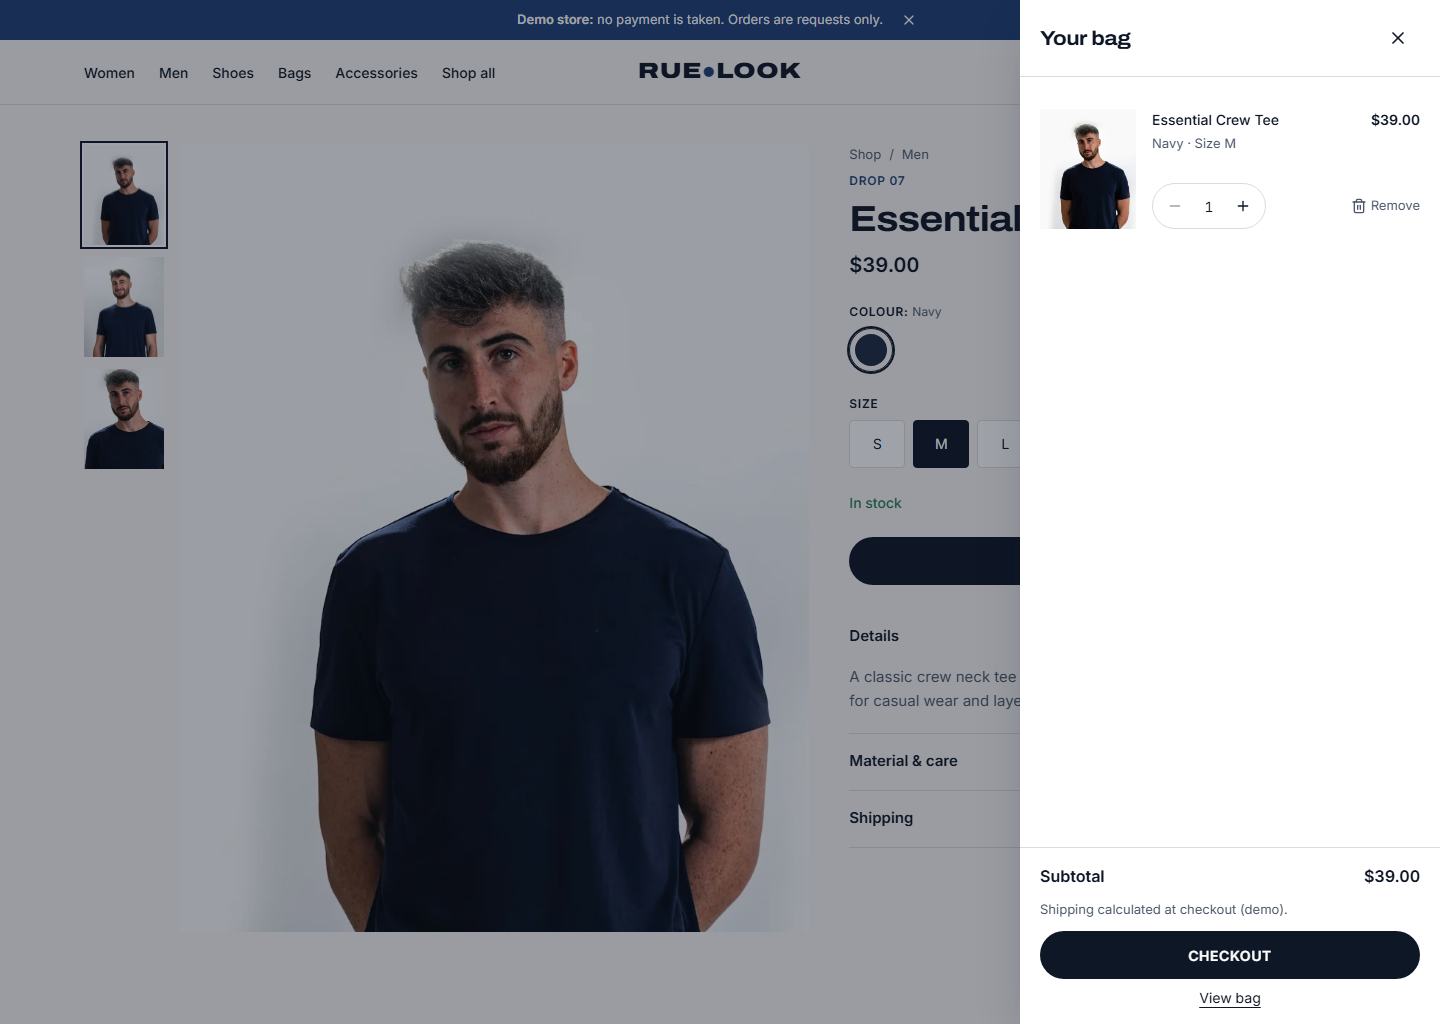 Demo store: no payment is taken. Orders are requests only.
Women Men Shoes Bags Accessories Shop all
RUE●LOOK
Shop / Men
DROP 07
Essential
$39.00
COLOUR: Navy
SIZE
S M L
In stock
Details
A classic crew neck tee
for casual wear and
Material & care
Shipping
Your bag
Essential Crew Tee $39.00
Navy · Size M
1 Remove
Subtotal $39.00
Shipping calculated at checkout (demo).
CHECKOUT
View bag